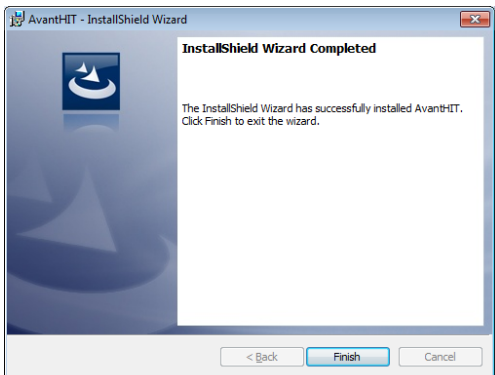 AvantHIT - InstallShield Wizard
InstallShield Wizard Completed
The InstallShield Wizard has successfully installed AvantHIT.
Click Finish to exit the wizard.
< Back
Finish
Cancel